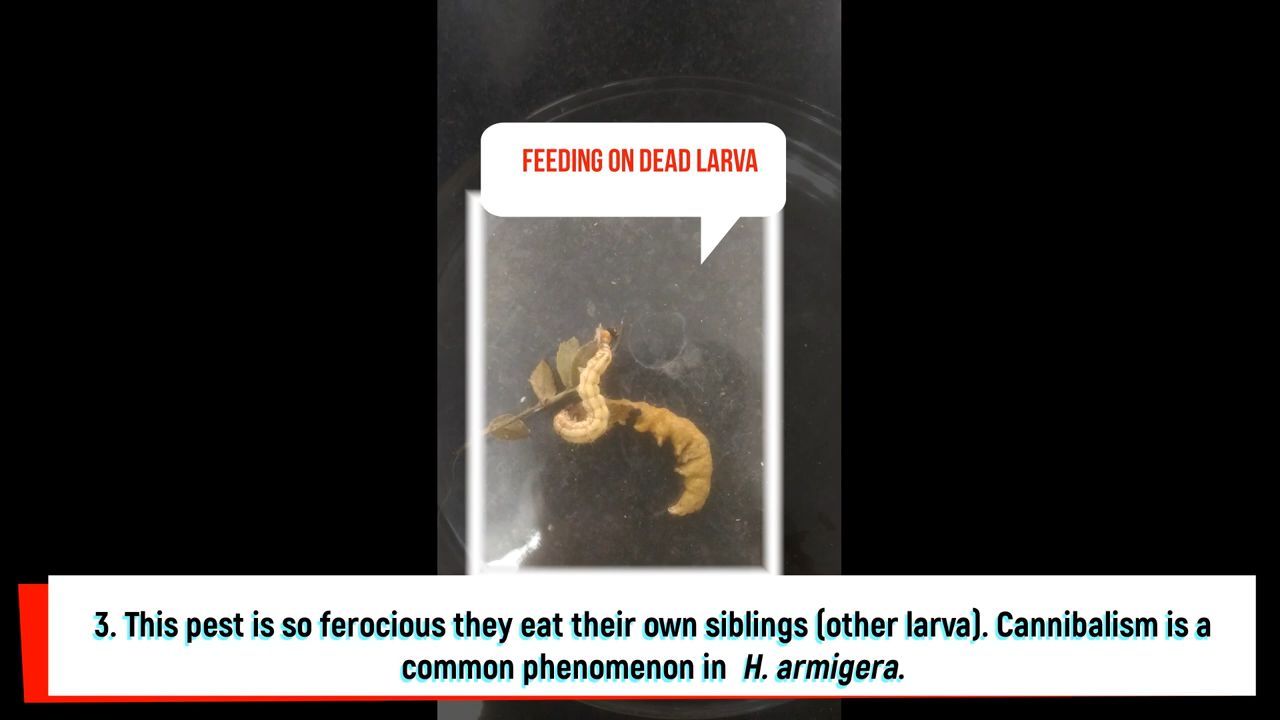 FEEDING ON DEAD LARVA
3. This pest is so ferocious they eat their own siblings (other larva). Cannibalism is a
common phenomenon in H. armigera.